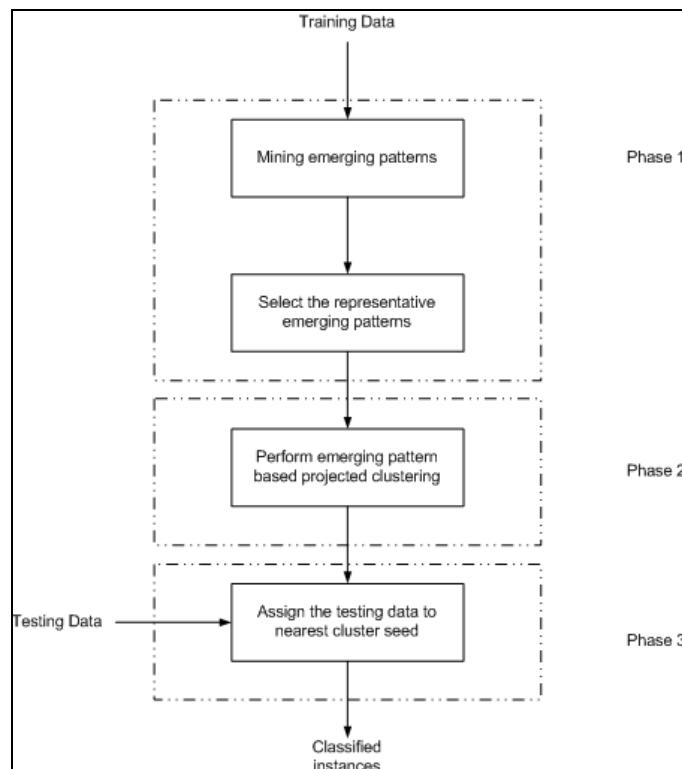 Training Data
Mining emerging patterns
Phase 1
Select the representative
emerging patterns
Perform emerging pattern
based projected clustering
Phase 2
Testing Data
Assign the testing data to
nearest cluster seed
Phase 3
Classified
instances